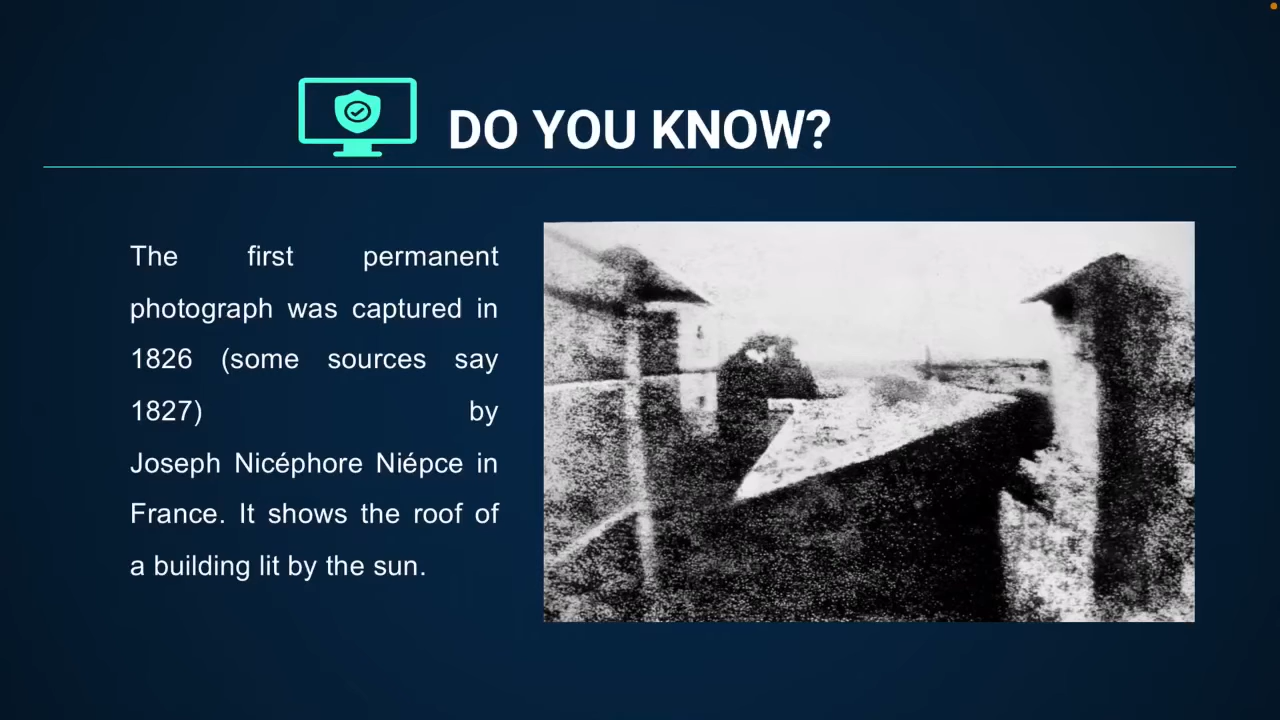 DO YOU KNOW?
The first permanent
photograph was captured in
1826 (some sources say
1827) by
Joseph Nicéphore Niépce in
France. It shows the roof of
a building lit by the sun.